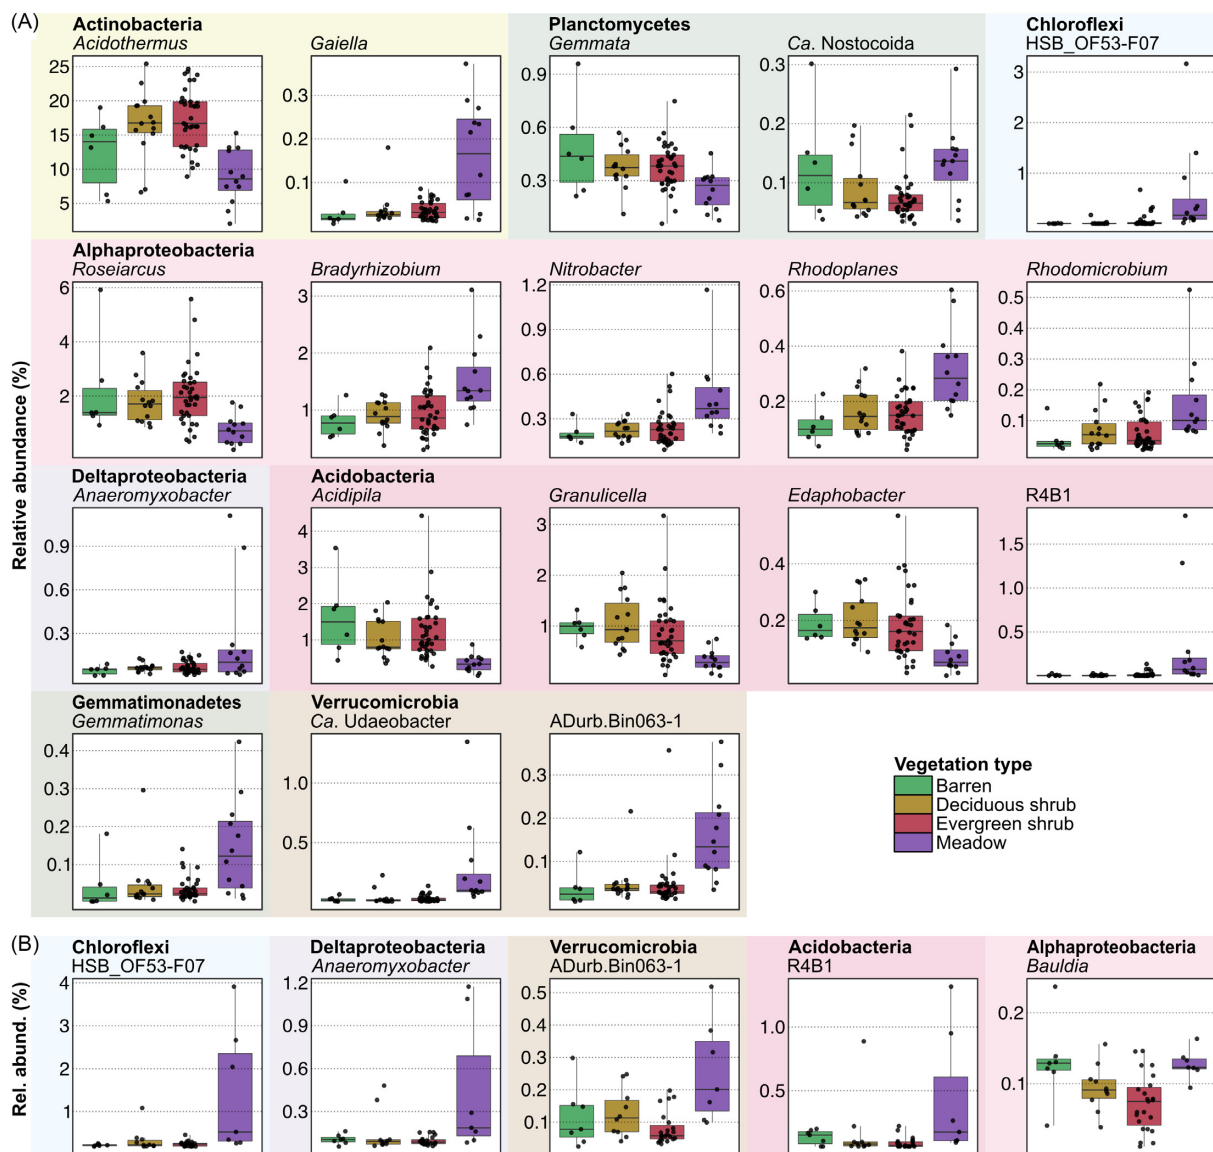 (A)
Actinobacteria
Planctomycetes
Chloroflexi
Acidothermus
Gaiella
Gemmata
Ca. Nostocoida
HSB_OF53-F07
25
20
15
10
5
0.3
0.2
0.1
0.9
0.6
0.3
0.3
0.2
0.1
3
2
1
Alphaproteobacteria
Roseiarcus
Bradyrhizobium
Nitrobacter
Rhodoplanes
Rhodomicrobium
6
4
2
3
2
1
1.2
0.9
0.6
0.3
0.6
0.4
0.2
0.5
0.4
0.3
0.2
0.1
Relative abundance (%)
Deltaproteobacteria
Acidobacteria
Anaeromyxobacter
Acidipila
Granulicella
Edaphobacter
R4B1
0.9
0.6
0.3
4
3
2
1
3
2
1
0.4
0.2
1.5
1.0
0.5
Gemmatimonadetes
Verrucomicrobia
Gemmatimonas
Ca. Udaeobacter
ADurb.Bin063-1
0.4
0.3
0.2
0.1
1.0
0.5
0.3
0.2
0.1
Vegetation type
Barren
Deciduous shrub
Evergreen shrub
Meadow
(B)
Chloroflexi
Deltaproteobacteria
Verrucomicrobia
Acidobacteria
Alphaproteobacteria
HSB_OF53-F07
Anaeromyxobacter
ADurb.Bin063-1
R4B1
Bauldia
Rel. abund. (%)
4
3
2
1
1.2
0.9
0.6
0.3
0.5
0.4
0.3
0.2
0.1
1.0
0.5
0.2
0.1